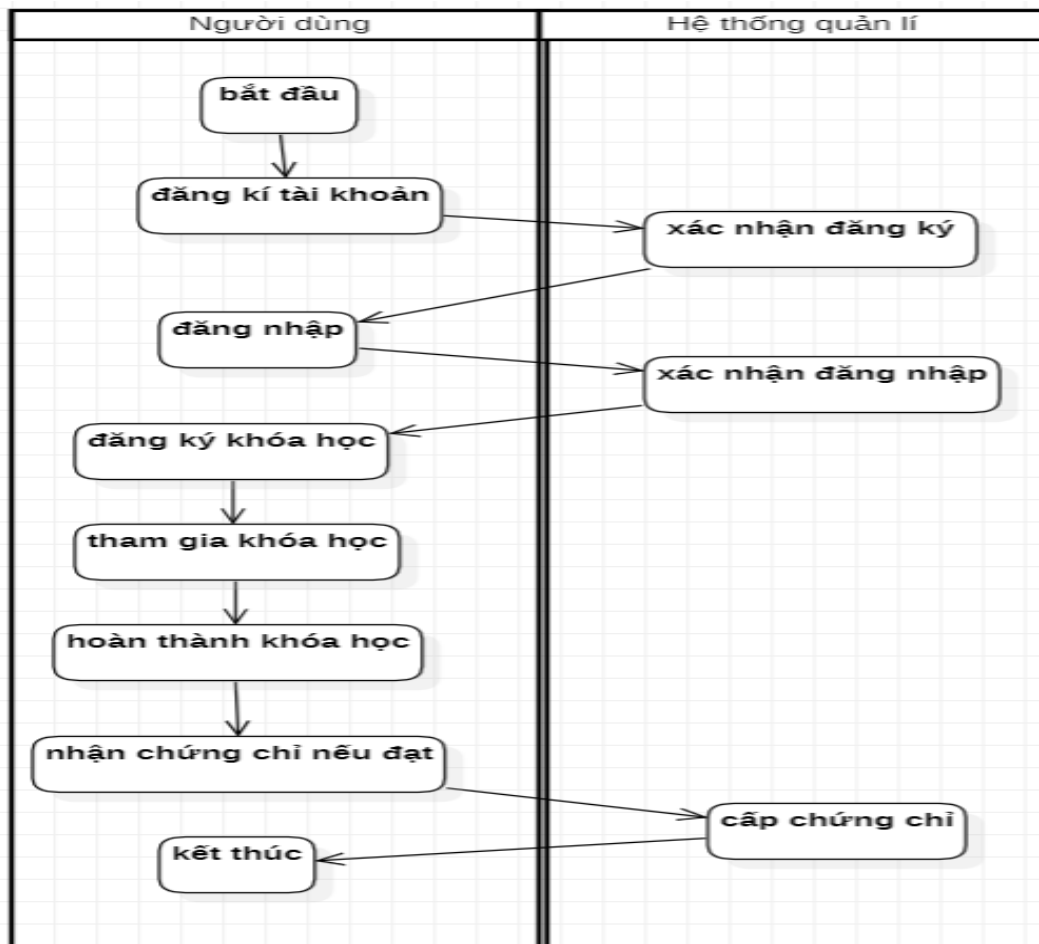 Người dùng
Hệ thống quản lí
bắt đầu
đăng kí tài khoản
xác nhận đăng ký
đăng nhập
xác nhận đăng nhập
đăng ký khóa học
tham gia khóa học
hoàn thành khóa học
nhận chứng chỉ nếu đạt
cấp chứng chỉ
kết thúc